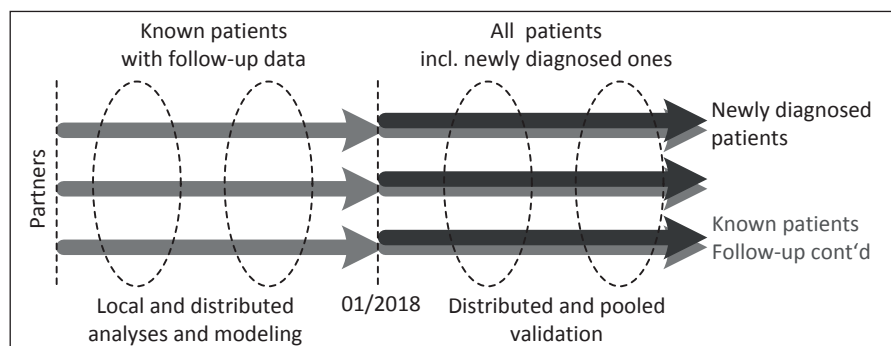 Known patients
with follow-up data
All patients
incl. newly diagnosed ones
Partners
Newly diagnosed
patients
Known patients
Follow-up cont'd
Local and distributed
analyses and modeling
01/2018
Distributed and pooled
validation